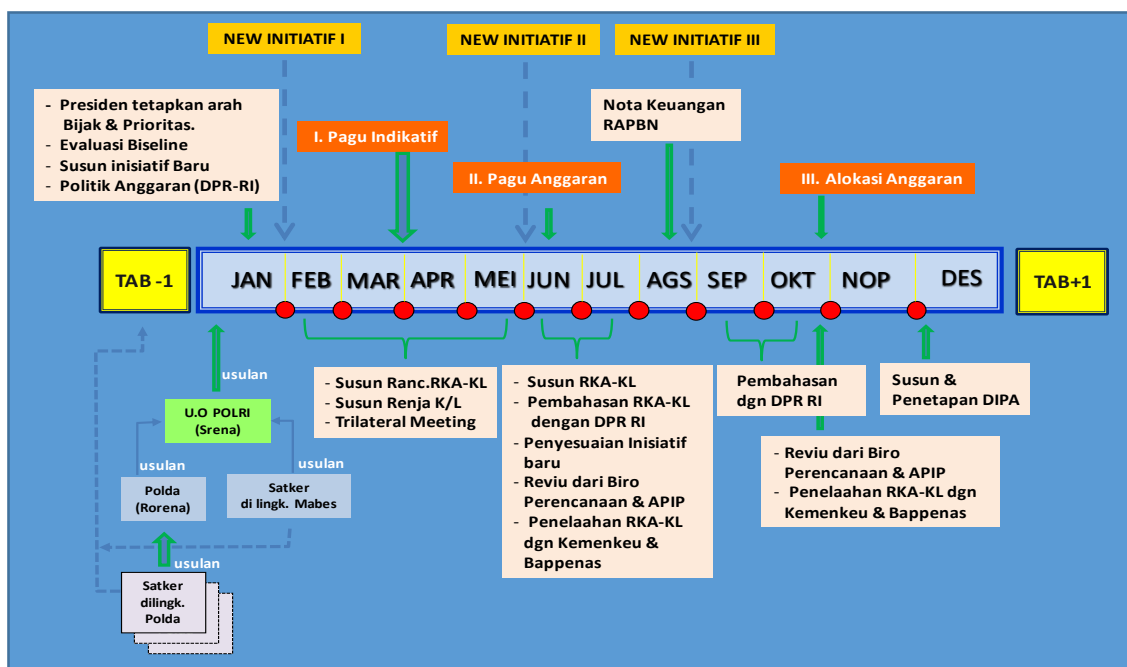 NEW INITIATIF I
NEW INITIATIF II
NEW INITIATIF III
- Presiden tetapkan arah
Bijak & Prioritas.
- Evaluasi Biseline
- Susun inisiatif Baru
- Politik Anggaran (DPR-RI)
I. Pagu Indikatif
II. Pagu Anggaran
Nota Keuangan
RAPBN
III. Alokasi Anggaran
TAB -1
JAN
FEB
MAR
APR
MEI
JUN
JUL
AGS
SEP
OKT
NOP
DES
TAB+1
usulan
U.O POLRI
(Srena)
usulan
usulan
Polda
(Rorena)
Satker
di lingk. Mabes
usulan
Satker
dilingk.
Polda
- Susun Ranc.RKA-KL
- Susun Renja K/L
- Trilateral Meeting
- Susun RKA-KL
- Pembahasan RKA-KL
dengan DPR RI
- Penyesuaian Inisiatif
baru
- Reviu dari Biro
Perencanaan & APIP
- Penelaahan RKA-KL
dgn Kemenkeu &
Bappenas
Pembahasan
dgn DPR RI
- Reviu dari Biro
Perencanaan & APIP
- Penelaahan RKA-KL dgn
Kemenkeu & Bappenas
Susun &
Penetapan DIPA